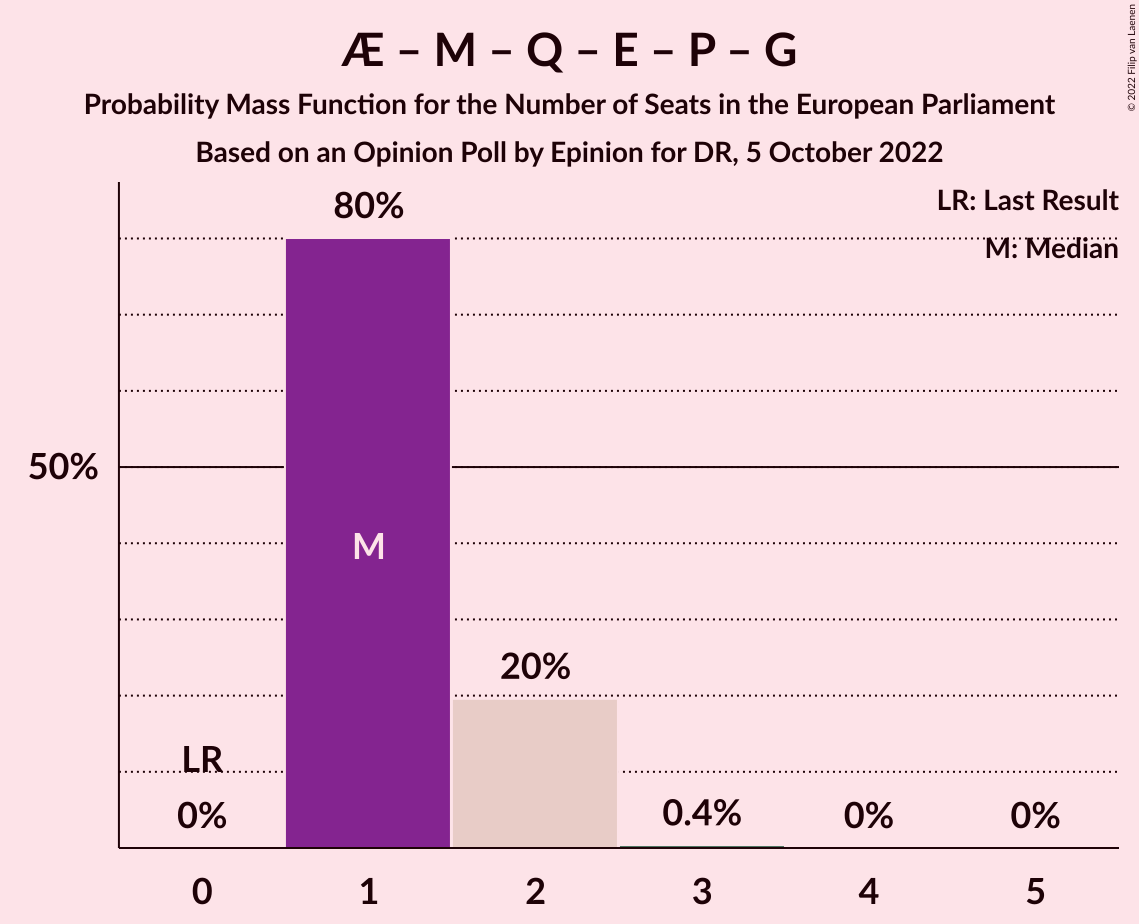 Æ – M – Q – E – P – G
Probability Mass Function for the Number of Seats in the European Parliament
Based on an Opinion Poll by Epinion for DR, 5 October 2022
© 2022 Filip van Laenen
LR: Last Result
M: Median
80%
50%
M
20%
LR
0%
0.4%
0%
0%
0 1 2 3 4 5